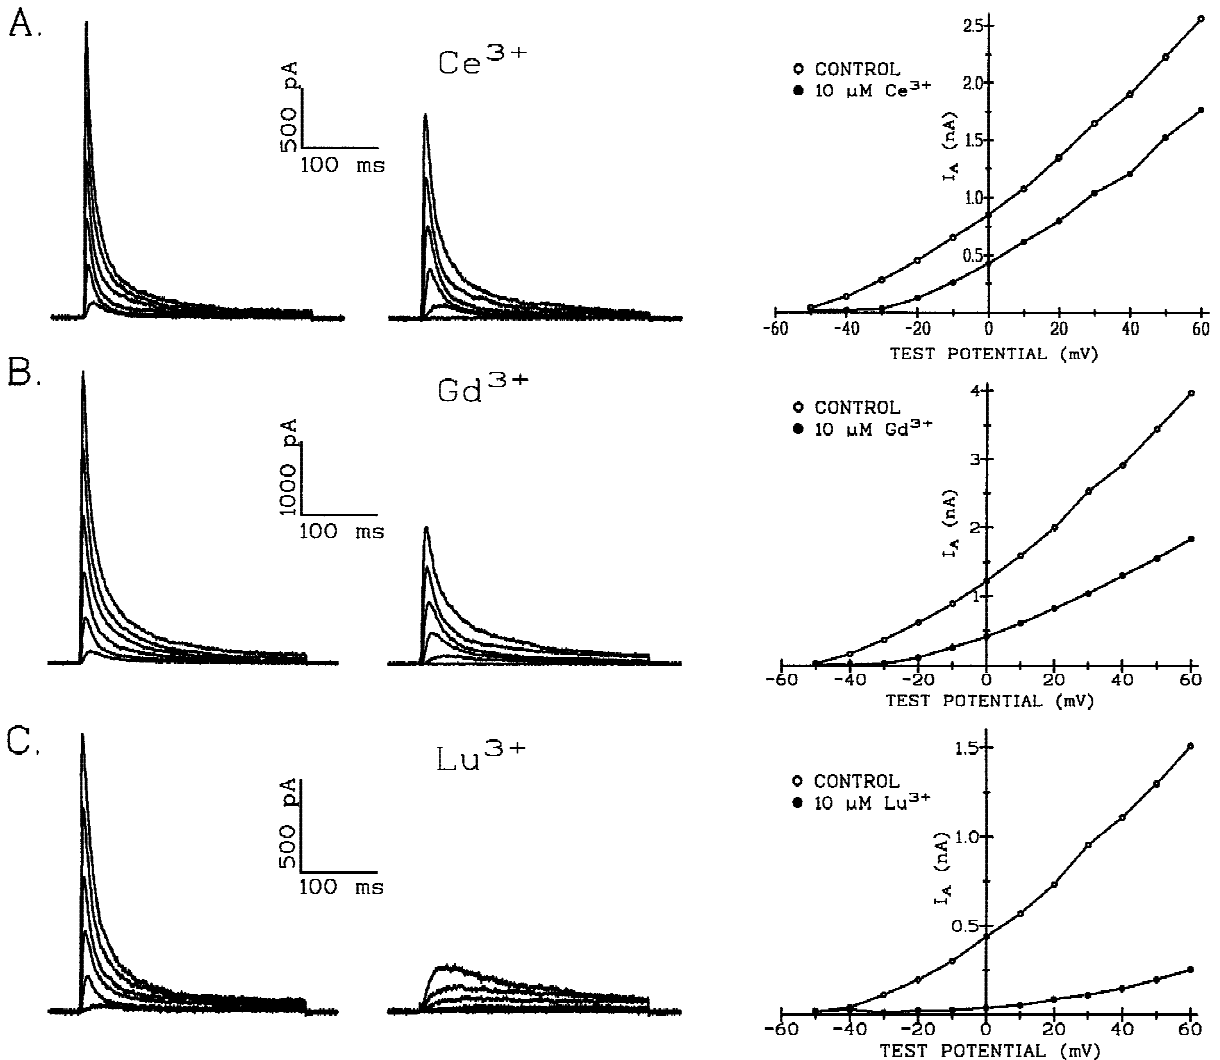 A.
Ce3+
500 pA
100 ms
CONTROL
10 µM Ce3+
IA (nA)
2.5
2.0
1.5
1.0
0.5
-60 -40 -20 0 20 40 60
TEST POTENTIAL (mV)
B.
Gd3+
1000 pA
100 ms
CONTROL
10 µM Gd3+
IA (nA)
4
3
2
1
-60 -40 -20 0 20 40 60
TEST POTENTIAL (mV)
C.
Lu3+
500 pA
100 ms
CONTROL
10 µM Lu3+
IA (nA)
1.5
1.0
0.5
-60 -40 -20 0 20 40 60
TEST POTENTIAL (mV)